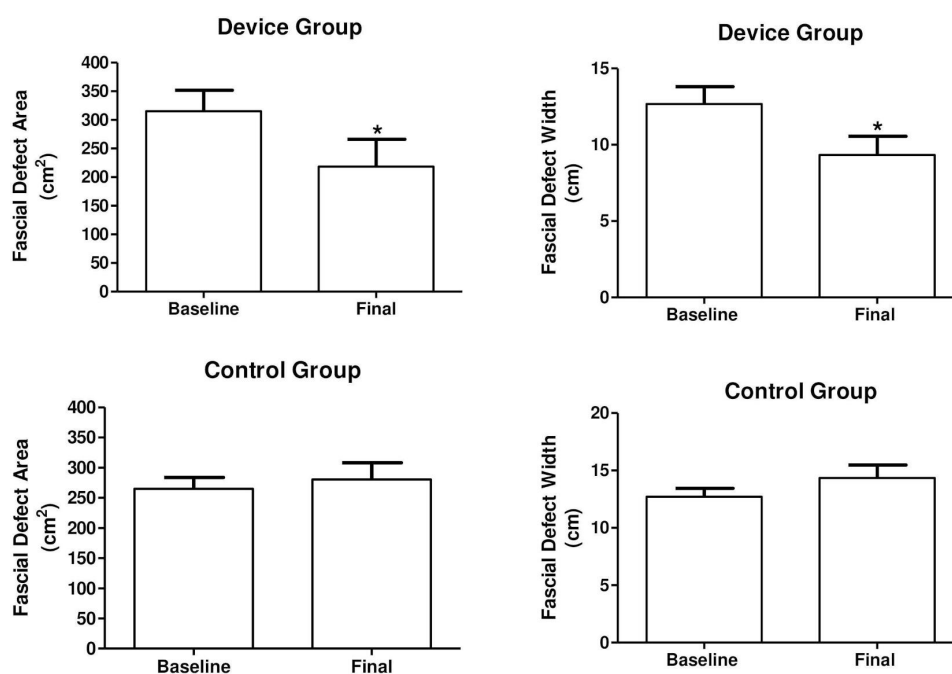 Device Group
Fascial Defect Area
(cm²)
400
350
300
250
200
150
100
50
0
*
Baseline Final
Device Group
Fascial Defect Width
(cm)
15
10
5
0
*
Baseline Final
Control Group
Fascial Defect Area
(cm²)
400
350
300
250
200
150
100
50
0
Baseline Final
Control Group
Fascial Defect Width
(cm)
20
15
10
5
0
Baseline Final